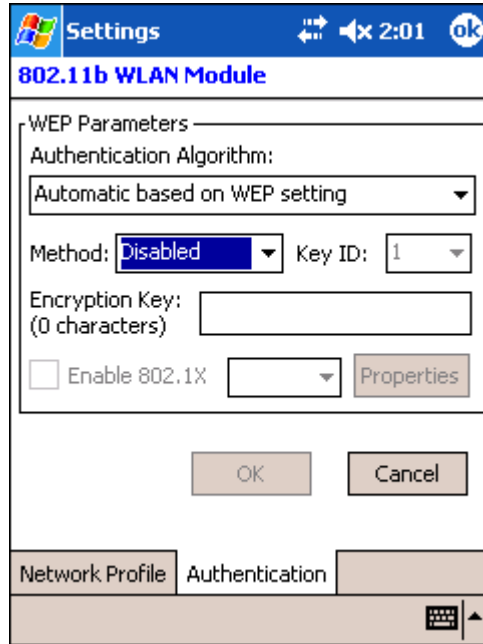 Settings 2:01 ok
802.11b WLAN Module
WEP Parameters
Authentication Algorithm:
Automatic based on WEP setting
Method: Disabled Key ID: 1
Encryption Key:
(0 characters)
Enable 802.1X Properties
OK Cancel
Network Profile Authentication